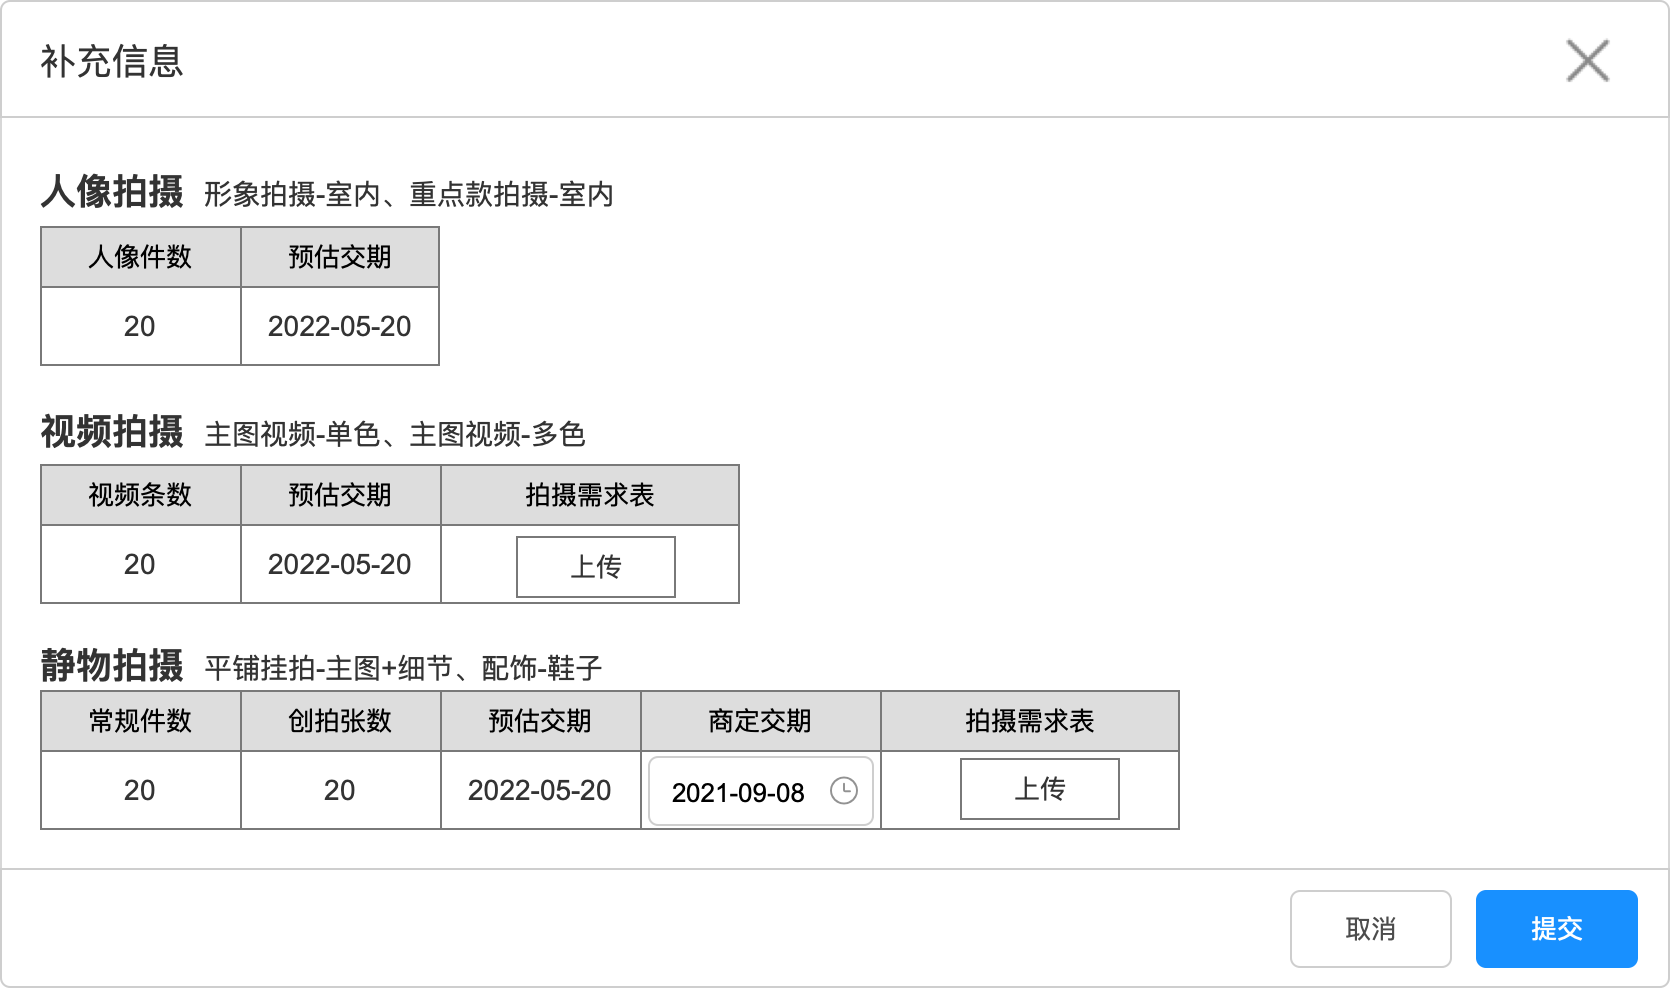 补充信息
人像拍摄 形象拍摄-室内、重点款拍摄-室内
人像件数 预估交期
20 2022-05-20
视频拍摄 主图视频-单色、主图视频-多色
视频条数 预估交期 拍摄需求表
20 2022-05-20 上传
静物拍摄 平铺挂拍-主图+细节、配饰-鞋子
常规件数 创拍张数 预估交期 商定交期 拍摄需求表
20 20 2022-05-20 2021-09-08 上传
取消 提交